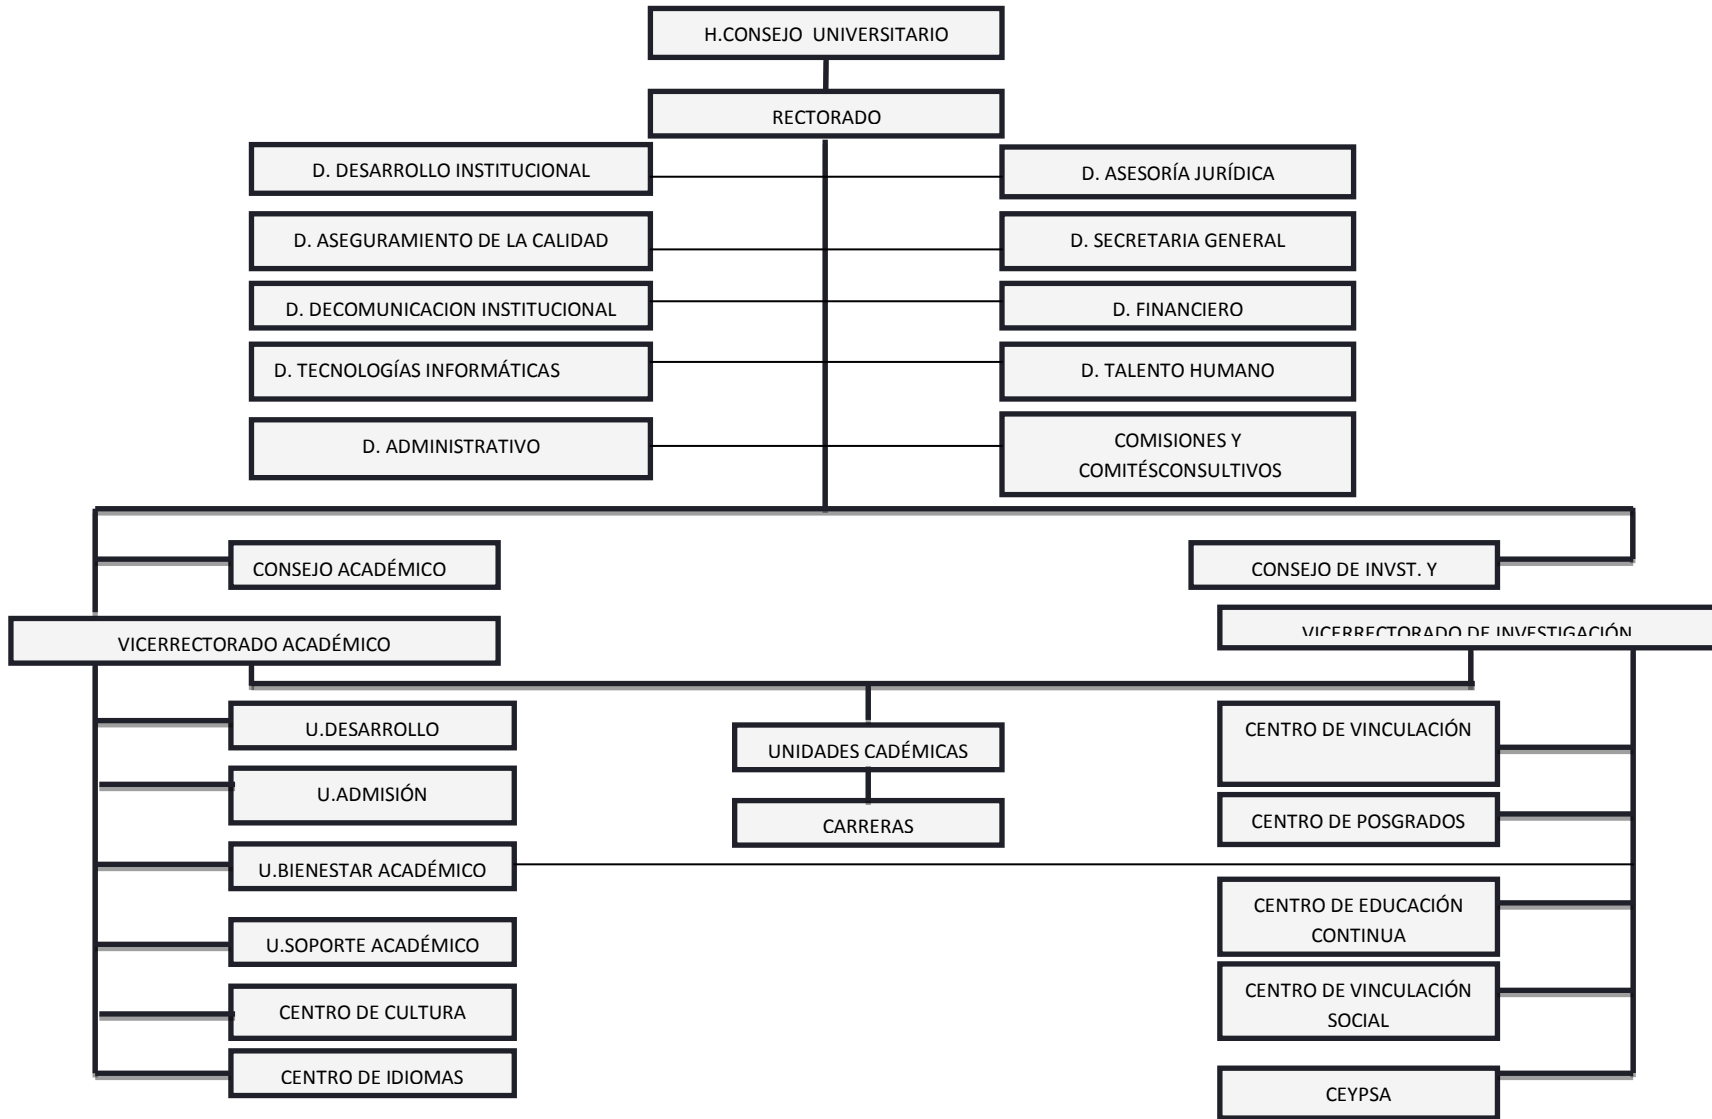 H.CONSEJO UNIVERSITARIO
RECTORADO
D. DESARROLLO INSTITUCIONAL
D. ASESORÍA JURÍDICA
D. ASEGURAMIENTO DE LA CALIDAD
D. SECRETARIA GENERAL
D. DECOMUNICACION INSTITUCIONAL
D. FINANCIERO
D. TECNOLOGÍAS INFORMÁTICAS
D. TALENTO HUMANO
D. ADMINISTRATIVO
COMISIONES Y
COMITÉSCONSULTIVOS
CONSEJO ACADÉMICO
CONSEJO DE INVST. Y
VICERRECTORADO ACADÉMICO
VICERRECTORADO DE INVESTIGACIÓN
U.DESARROLLO
UNIDADES CADÉMICAS
CENTRO DE VINCULACIÓN
U.ADMISIÓN
CARRERAS
CENTRO DE POSGRADOS
U.BIENESTAR ACADÉMICO
CENTRO DE EDUCACIÓN
CONTINUA
U.SOPORTE ACADÉMICO
CENTRO DE VINCULACIÓN
SOCIAL
CENTRO DE CULTURA
CENTRO DE IDIOMAS
CEYPSA